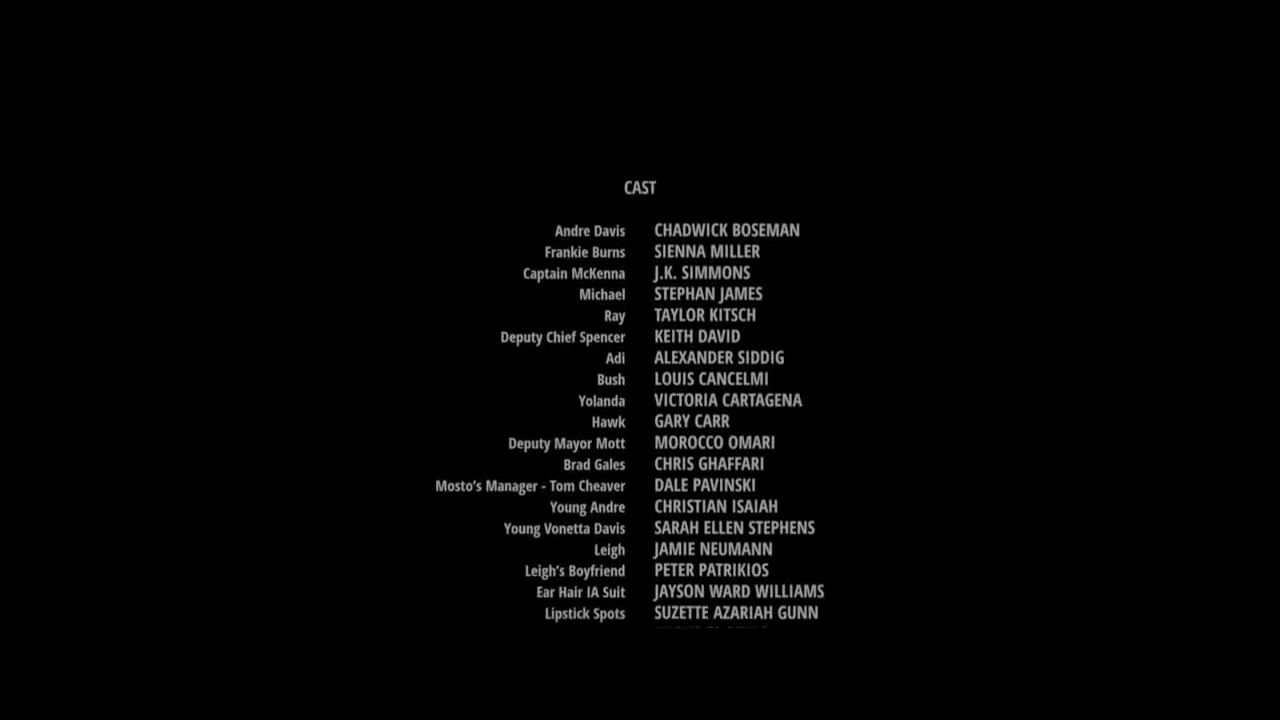 CAST
Andre Davis CHADWICK BOSEMAN
Frankie Burns SIENNA MILLER
Captain McKenna J.K. SIMMONS
Michael STEPHAN JAMES
Ray TAYLOR KITSCH
Deputy Chief Spencer KEITH DAVID
Adi ALEXANDER SIDDIG
Bush LOUIS CANCELMI
Yolanda VICTORIA CARTAGENA
Hawk GARY CARR
Deputy Mayor Mott MOROCCO OMARI
Brad Gales CHRIS GHAFFARI
Mosto's Manager - Tom Cheaver DALE PAVINSKI
Young Andre CHRISTIAN ISAIAH
Young Vonetta Davis SARAH ELLEN STEPHENS
Leigh JAMIE NEUMANN
Leigh's Boyfriend PETER PATRIKIOS
Ear Hair IA Suit JAYSON WARD WILLIAMS
Lipstick Spots SUZETTE AZARIAH GUNN